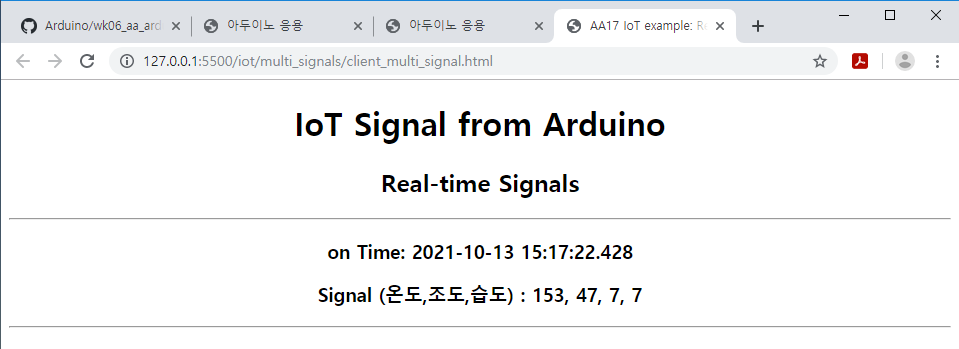 Arduino/wk06_aa_ard
아두이노 응용
아두이노 응용
AA17 IoT example: Re
127.0.0.1:5500/iot/multi_signals/client_multi_signal.html
IoT Signal from Arduino
Real-time Signals
on Time: 2021-10-13 15:17:22.428
Signal (온도,조도,습도) : 153, 47, 7, 7